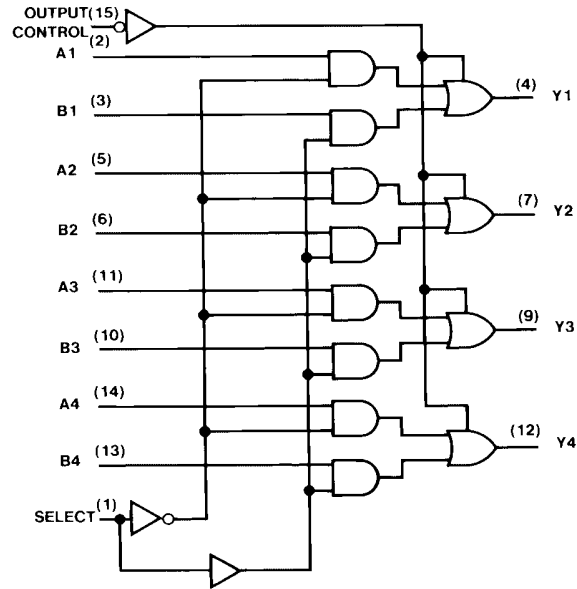 OUTPUT (15)
CONTROL
A1 (2)
(4) Y1
B1 (3)
A2 (5)
(7) Y2
B2 (6)
A3 (11)
(9) Y3
B3 (10)
A4 (14)
(12) Y4
B4 (13)
SELECT (1)